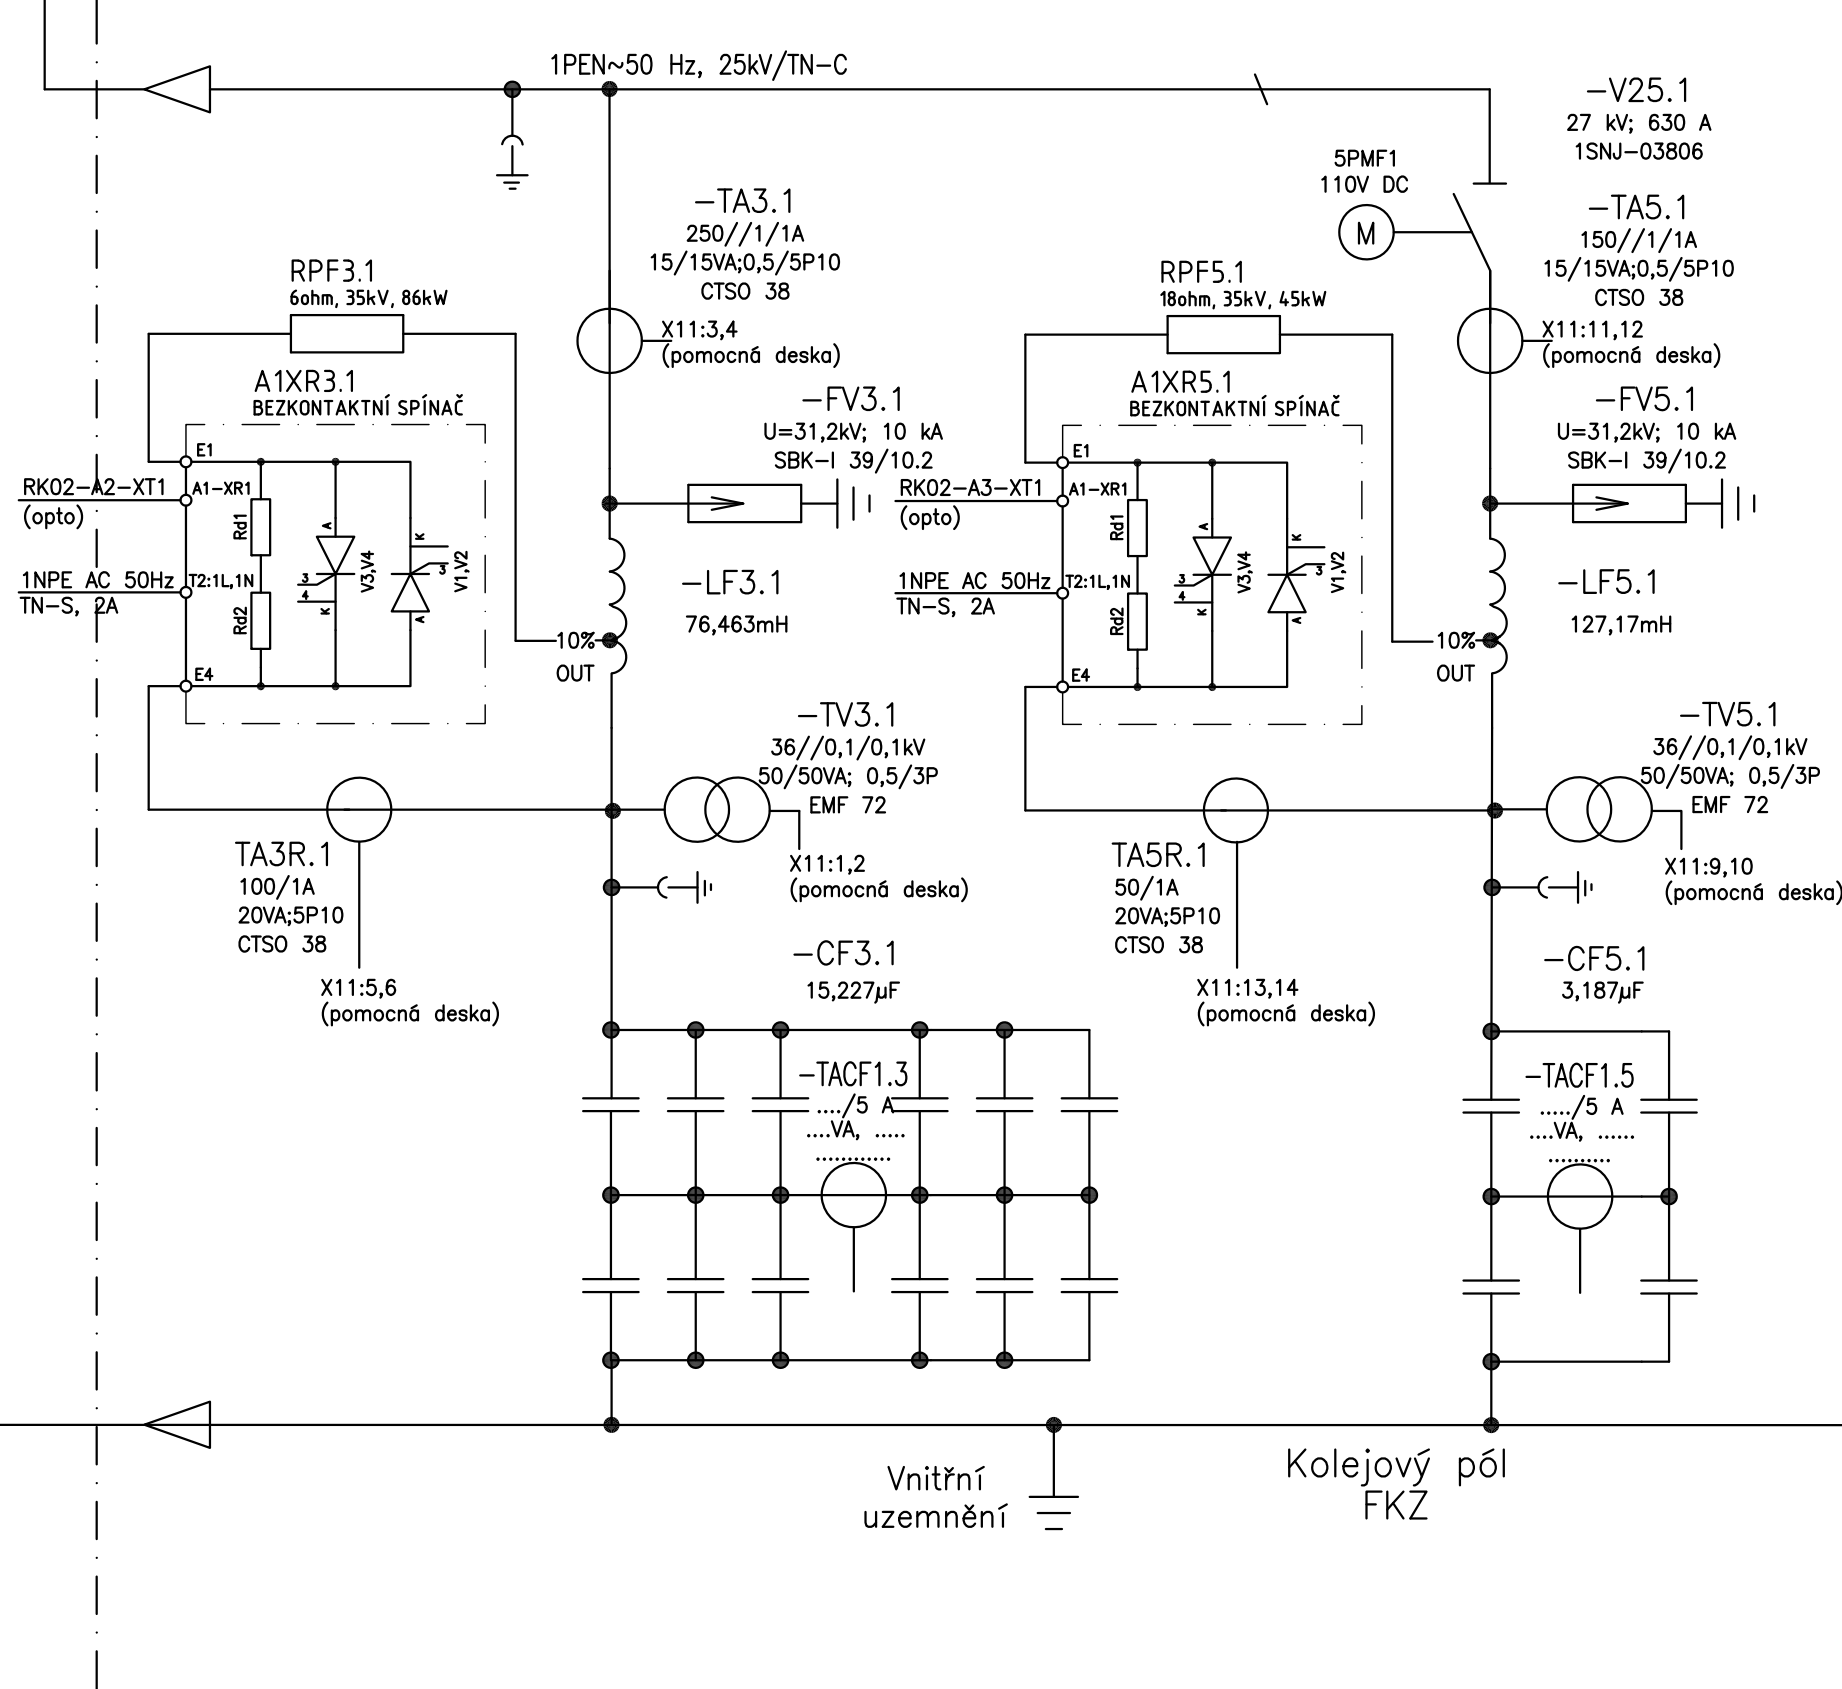 1PEN~50 Hz, 25kV/TN-C
-V25.1
27 kV; 630 A
1SNJ-03806
5PMF1
110V DC
M
-TA3.1
250//1/1A
15/15VA;0,5/5P10
CTSO 38
X11:3,4
(pomocná deska)
-TA5.1
150//1/1A
15/15VA;0,5/5P10
CTSO 38
X11:11,12
(pomocná deska)
RPF3.1
6ohm, 35kV, 86kW
A1XR3.1
BEZKONTAKTNÍ SPÍNAČ
E1
RK02-A2-XT1
(opto)
A1-XR1
Rd1
A
K
3
4
K
V3,V4
3
V1,V2
A
1NPE AC 50Hz
TN-S, 2A
T2:1L,1N
Rd2
E4
-FV3.1
U=31,2kV; 10 kA
SBK-I 39/10.2
-LF3.1
76,463mH
10%
OUT
RPF5.1
18ohm, 35kV, 45kW
A1XR5.1
BEZKONTAKTNÍ SPÍNAČ
E1
RK02-A3-XT1
(opto)
A1-XR1
Rd1
A
K
3
4
K
V3,V4
3
V1,V2
A
1NPE AC 50Hz
TN-S, 2A
T2:1L,1N
Rd2
E4
-FV5.1
U=31,2kV; 10 kA
SBK-I 39/10.2
-LF5.1
127,17mH
10%
OUT
-TV3.1
36//0,1/0,1kV
50/50VA; 0,5/3P
EMF 72
X11:1,2
(pomocná deska)
TA3R.1
100/1A
20VA;5P10
CTSO 38
X11:5,6
(pomocná deska)
-TV5.1
36//0,1/0,1kV
50/50VA; 0,5/3P
EMF 72
X11:9,10
(pomocná deska)
TA5R.1
50/1A
20VA;5P10
CTSO 38
X11:13,14
(pomocná deska)
-CF3.1
15,227µF
-TACF1.3
..../5 A
....VA, .....
............
-CF5.1
3,187µF
-TACF1.5
...../5 A
....VA, ......
..........
Vnitřní
uzemnění
Kolejový pól
FKZ